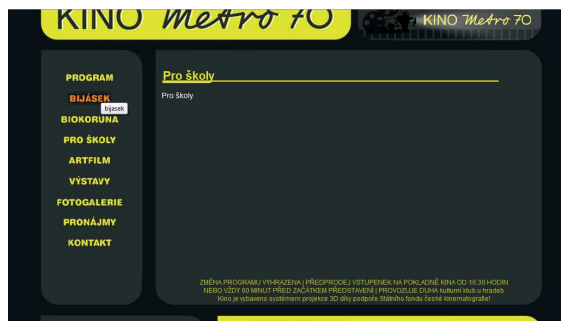 KINO Metro 70
KINO Metro 70
PROGRAM
BIJÁSEK
bijasek
BIOKORUNA
PRO ŠKOLY
ARTFILM
VÝSTAVY
FOTOGALERIE
PRONÁJMY
KONTAKT
Pro školy
Pro školy
ZMĚNA PROGRAMU VYHRAZENA | PŘEDPRODEJ VSTUPENEK NA POKLADNĚ KINA OD 16:30 HODIN
NEBO VŽDY 60 MINUT PŘED ZAČÁTKEM PŘEDSTAVENÍ | PROVOZUJE DUHA kulturní klub u hradeb
Kino je vybaveno systémem projekce 3D díky podpoře Státního fondu české kinematografie!